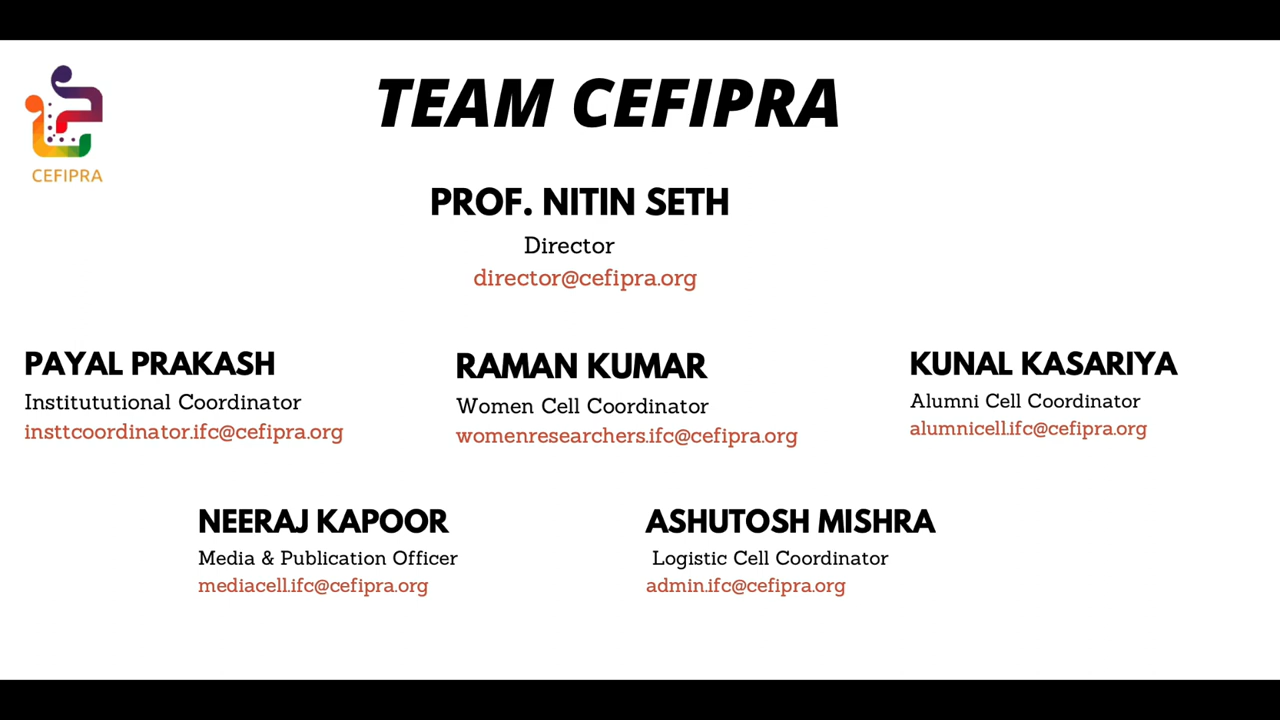 CEFIPRA
TEAM CEFIPRA
PROF. NITIN SETH
Director
director@cefipra.org
PAYAL PRAKASH
Institututional Coordinator
insttcoordinator.ifc@cefipra.org
RAMAN KUMAR
Women Cell Coordinator
womenresearchers.ifc@cefipra.org
KUNAL KASARIYA
Alumni Cell Coordinator
alumnicell.ifc@cefipra.org
NEERAJ KAPOOR
Media & Publication Officer
mediacell.ifc@cefipra.org
ASHUTOSH MISHRA
Logistic Cell Coordinator
admin.ifc@cefipra.org